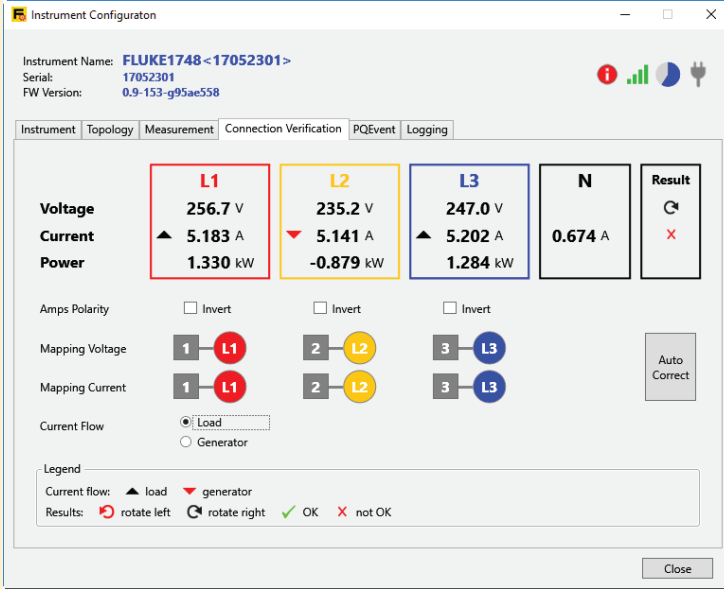 Instrument Configuraton
Instrument Name: FLUKE1748<17052301>
Serial: 17052301
FW Version: 0.9-153-g95ae558
Instrument Topology Measurement Connection Verification PQEvent Logging
L1 L2 L3 N Result
Voltage 256.7 V 235.2 V 247.0 V
Current 5.183 A 5.141 A 5.202 A 0.674 A
Power 1.330 kW -0.879 kW 1.284 kW
Amps Polarity Invert Invert Invert
Mapping Voltage 1 L1 2 L2 3 L3
Mapping Current 1 L1 2 L2 3 L3
Auto
Correct
Current Flow Load
Generator
Legend
Current flow: load generator
Results: rotate left rotate right OK not OK
Close